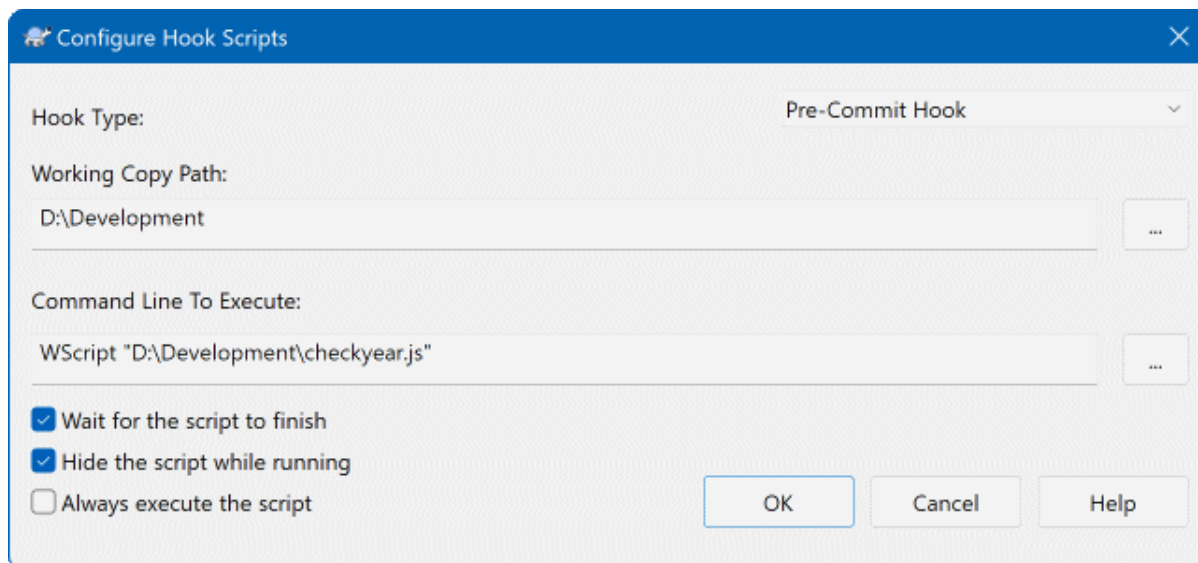 Configure Hook Scripts
Hook Type:
Pre-Commit Hook
Working Copy Path:
D:\Development
...
Command Line To Execute:
WScript "D:\Development\checkyear.js"
...
Wait for the script to finish
Hide the script while running
Always execute the script
OK
Cancel
Help